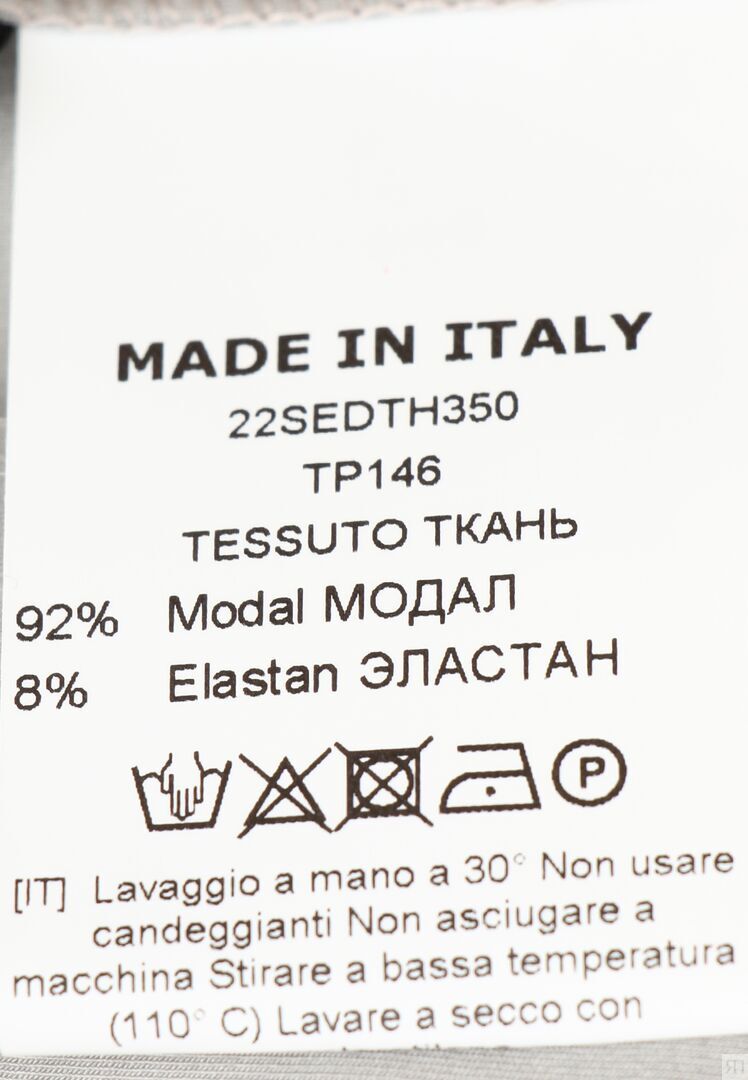 MADE IN ITALY
22SEDTH350
TP146
TESSUTO ТКАНЬ
92% Modal МОДАЛ
8% Elastan ЭЛАСТАН
P
[IT] Lavaggio a mano a 30° Non usare
candeggianti Non asciugare a
macchina Stirare a bassa temperatura
(110° C) Lavare a secco con